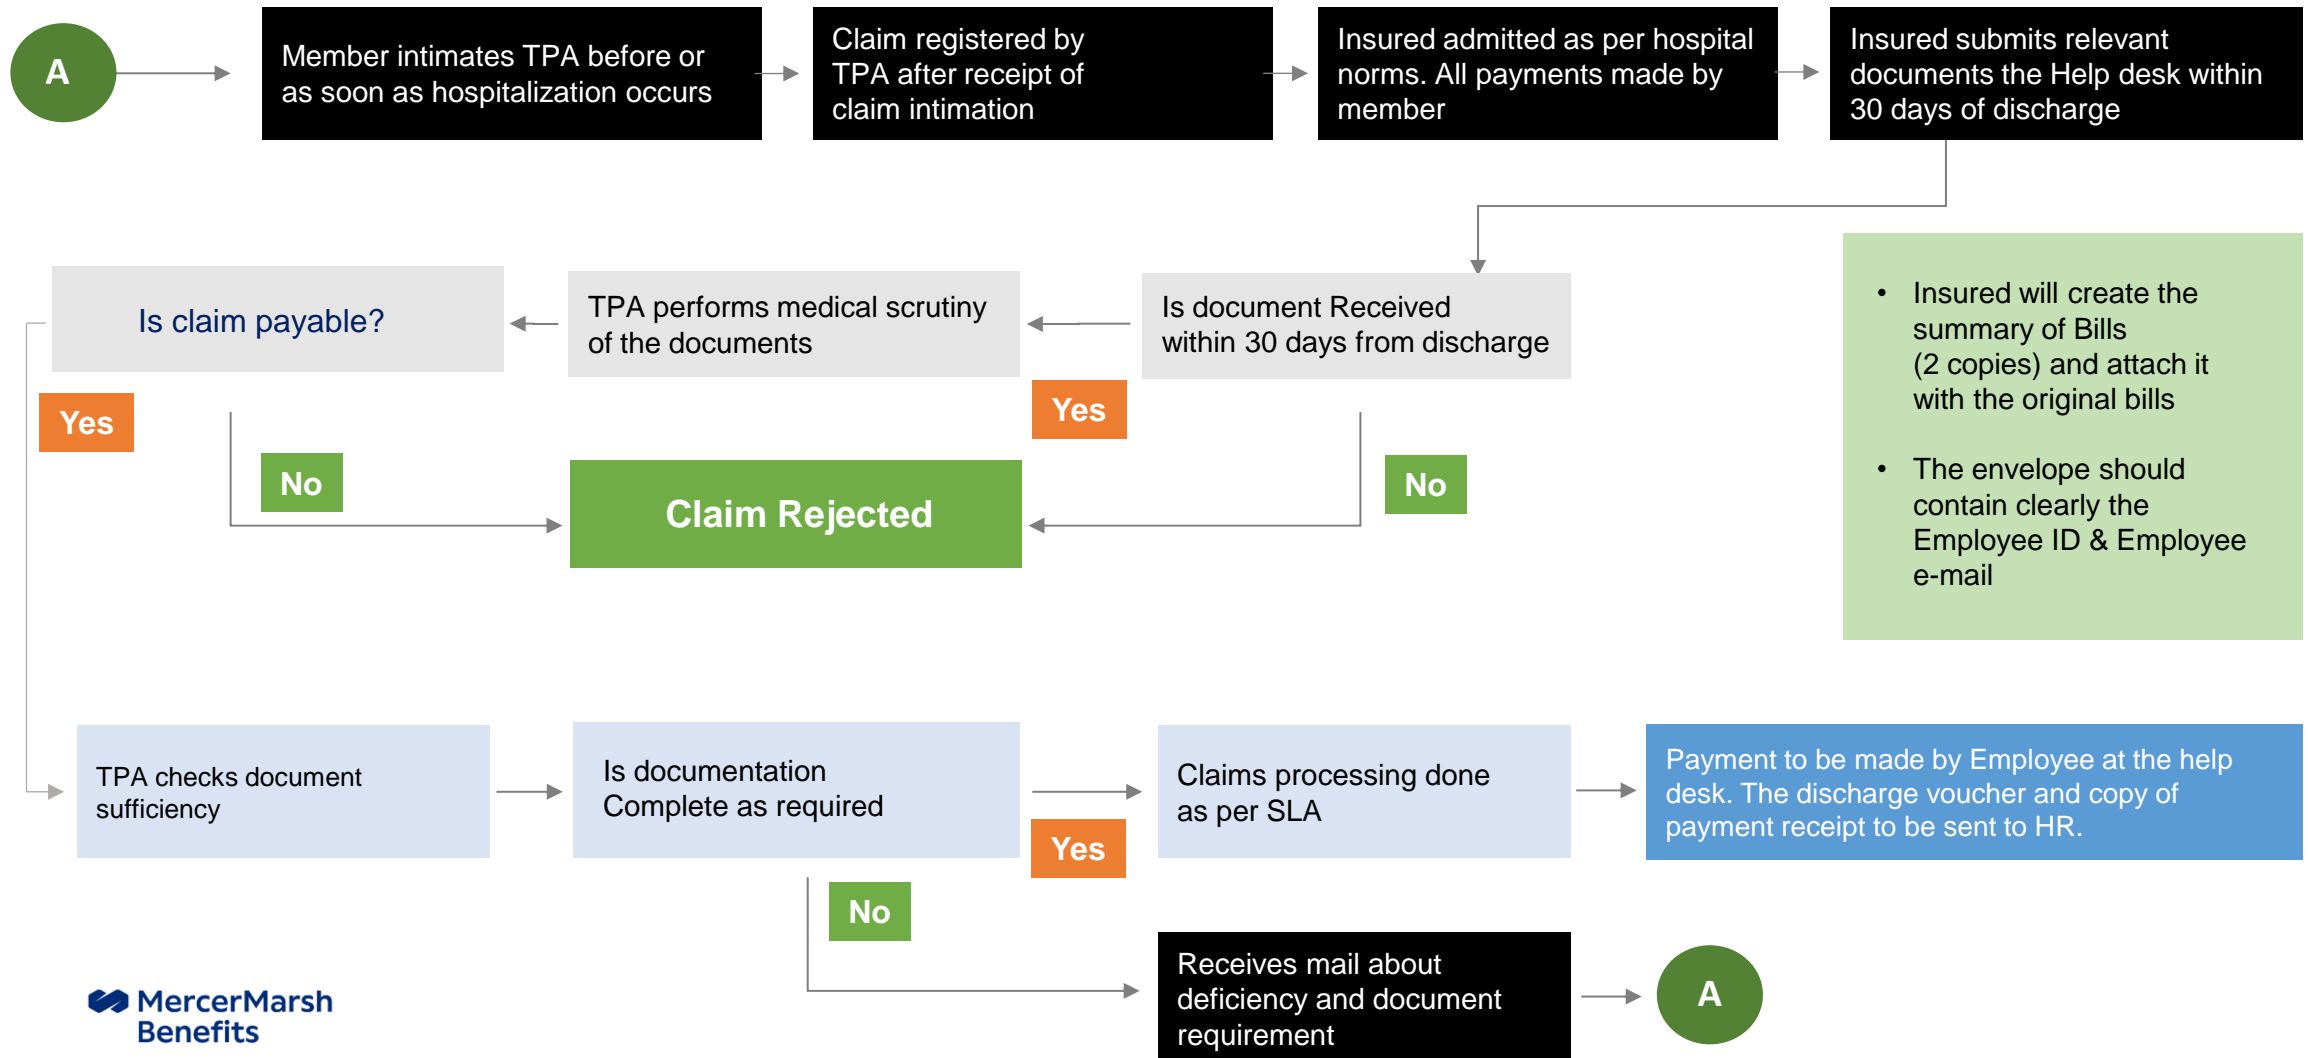 A
Member intimates TPA before or
as soon as hospitalization occurs
Claim registered by
TPA after receipt of
claim intimation
Insured admitted as per hospital
norms. All payments made by
member
Insured submits relevant
documents the Help desk within
30 days of discharge
Is claim payable?
TPA performs medical scrutiny
of the documents
Is document Received
within 30 days from discharge
Yes
No
Yes
No
Claim Rejected
• Insured will create the
summary of Bills
(2 copies) and attach it
with the original bills
• The envelope should
contain clearly the
Employee ID & Employee
e-mail
TPA checks document
sufficiency
Is documentation
Complete as required
Yes
No
Claims processing done
as per SLA
Payment to be made by Employee at the help
desk. The discharge voucher and copy of
payment receipt to be sent to HR.
Receives mail about
deficiency and document
requirement
A
MercerMarsh
Benefits